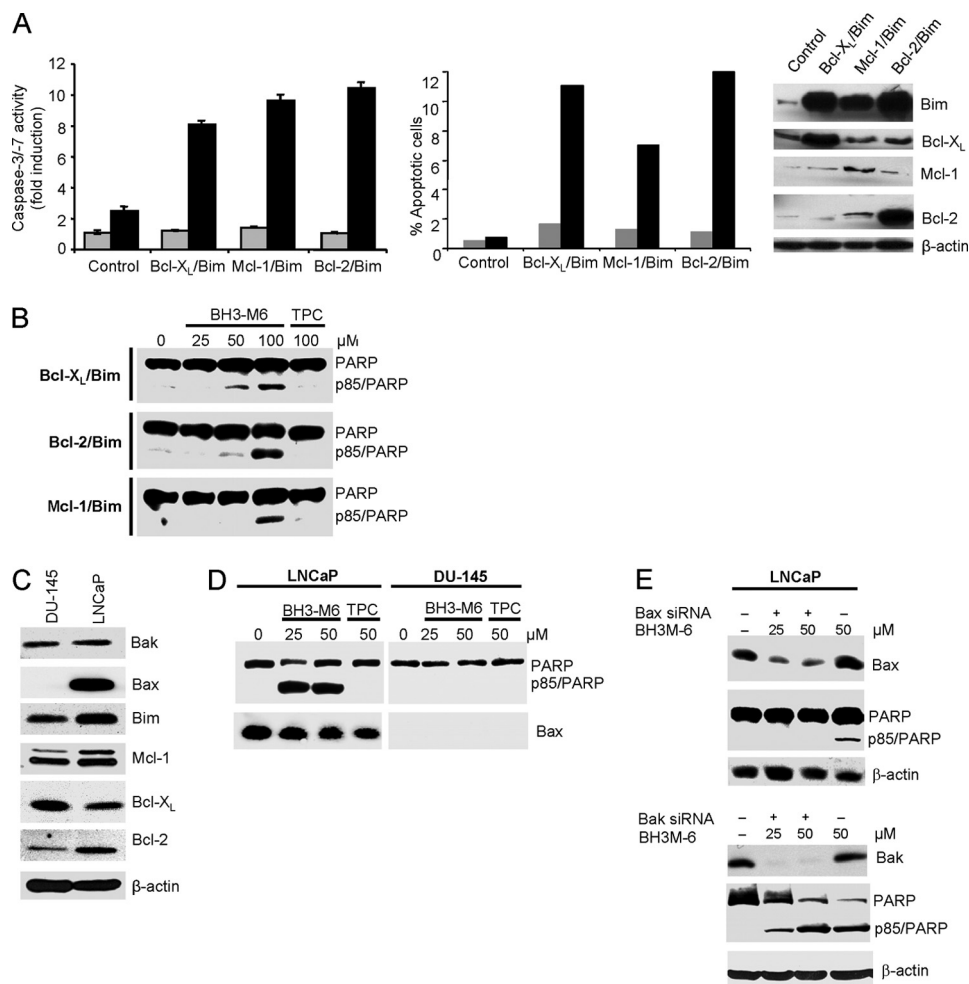 A
Caspase-3/-7 activity
(fold induction)
12
10
8
6
4
2
0
Control Bcl-XL/Bim Mcl-1/Bim Bcl-2/Bim
% Apoptotic cells
12
10
8
6
4
2
0
Control Bcl-XL/Bim Mcl-1/Bim Bcl-2/Bim
Control Bcl-XL/Bim Mcl-1/Bim Bcl-2/Bim
Bim
Bcl-XL
Mcl-1
Bcl-2
β-actin
B
BH3-M6 TPC
0 25 50 100 100 μM
Bcl-XL/Bim
PARP
p85/PARP
Bcl-2/Bim
PARP
p85/PARP
Mcl-1/Bim
PARP
p85/PARP
C
DU-145 LNCaP
Bak
Bax
Bim
Mcl-1
Bcl-XL
Bcl-2
β-actin
D
LNCaP DU-145
BH3-M6 TPC BH3-M6 TPC
0 25 50 50 0 25 50 50 μM
PARP
p85/PARP
Bax
E
LNCaP
Bax siRNA – + + –
BH3M-6 – 25 50 50 μM
Bax
PARP
p85/PARP
β-actin
Bak siRNA – + + –
BH3M-6 – 25 50 50 μM
Bak
PARP
p85/PARP
β-actin